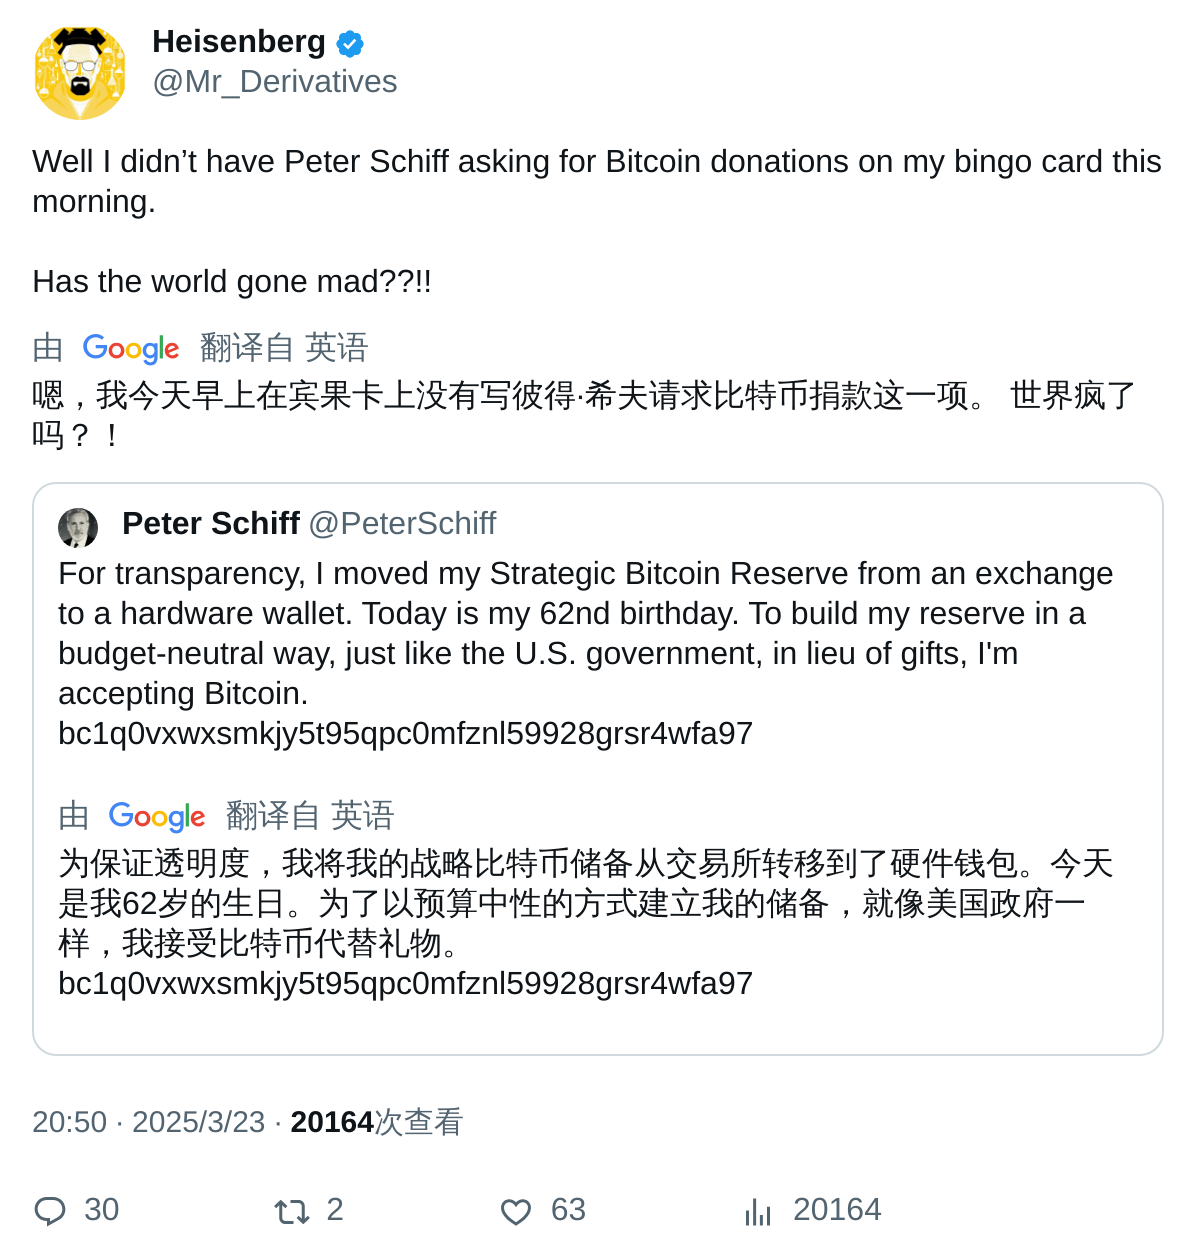 Heisenberg
@Mr_Derivatives
Well I didn’t have Peter Schiff asking for Bitcoin donations on my bingo card this
morning.
Has the world gone mad??!!
由 Google 翻译自 英语
嗯，我今天早上在宾果卡上没有写彼得·希夫请求比特币捐款这一项。 世界疯了
吗？！
Peter Schiff @PeterSchiff
For transparency, I moved my Strategic Bitcoin Reserve from an exchange
to a hardware wallet. Today is my 62nd birthday. To build my reserve in a
budget-neutral way, just like the U.S. government, in lieu of gifts, I'm
accepting Bitcoin.
bc1q0vxwxsmkjy5t95qpc0mfznl59928grsr4wfa97
由 Google 翻译自 英语
为保证透明度，我将我的战略比特币储备从交易所转移到了硬件钱包。今天
是我62岁的生日。为了以预算中性的方式建立我的储备，就像美国政府一
样，我接受比特币代替礼物。
bc1q0vxwxsmkjy5t95qpc0mfznl59928grsr4wfa97
20:50 · 2025/3/23 · 20164次查看
30 2 63 20164